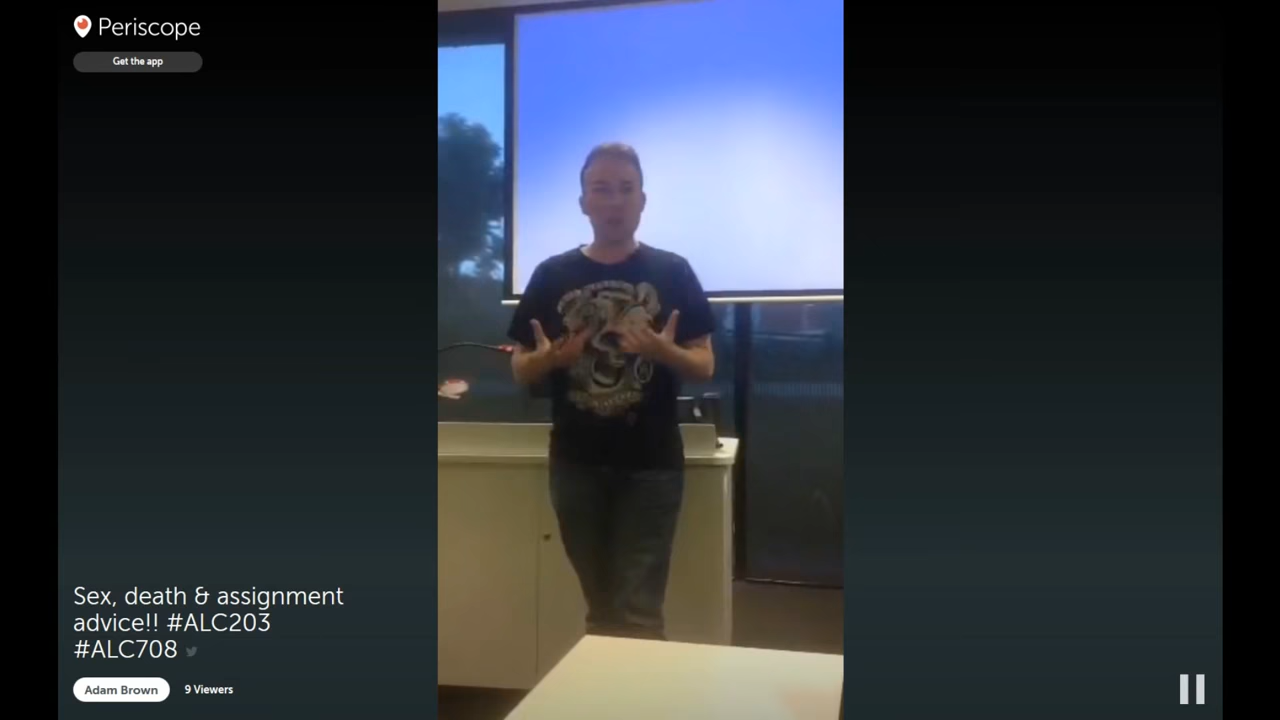 Periscope
Get the app
Sex, death & assignment
advice!! #ALC203
#ALC708
Adam Brown
9 Viewers